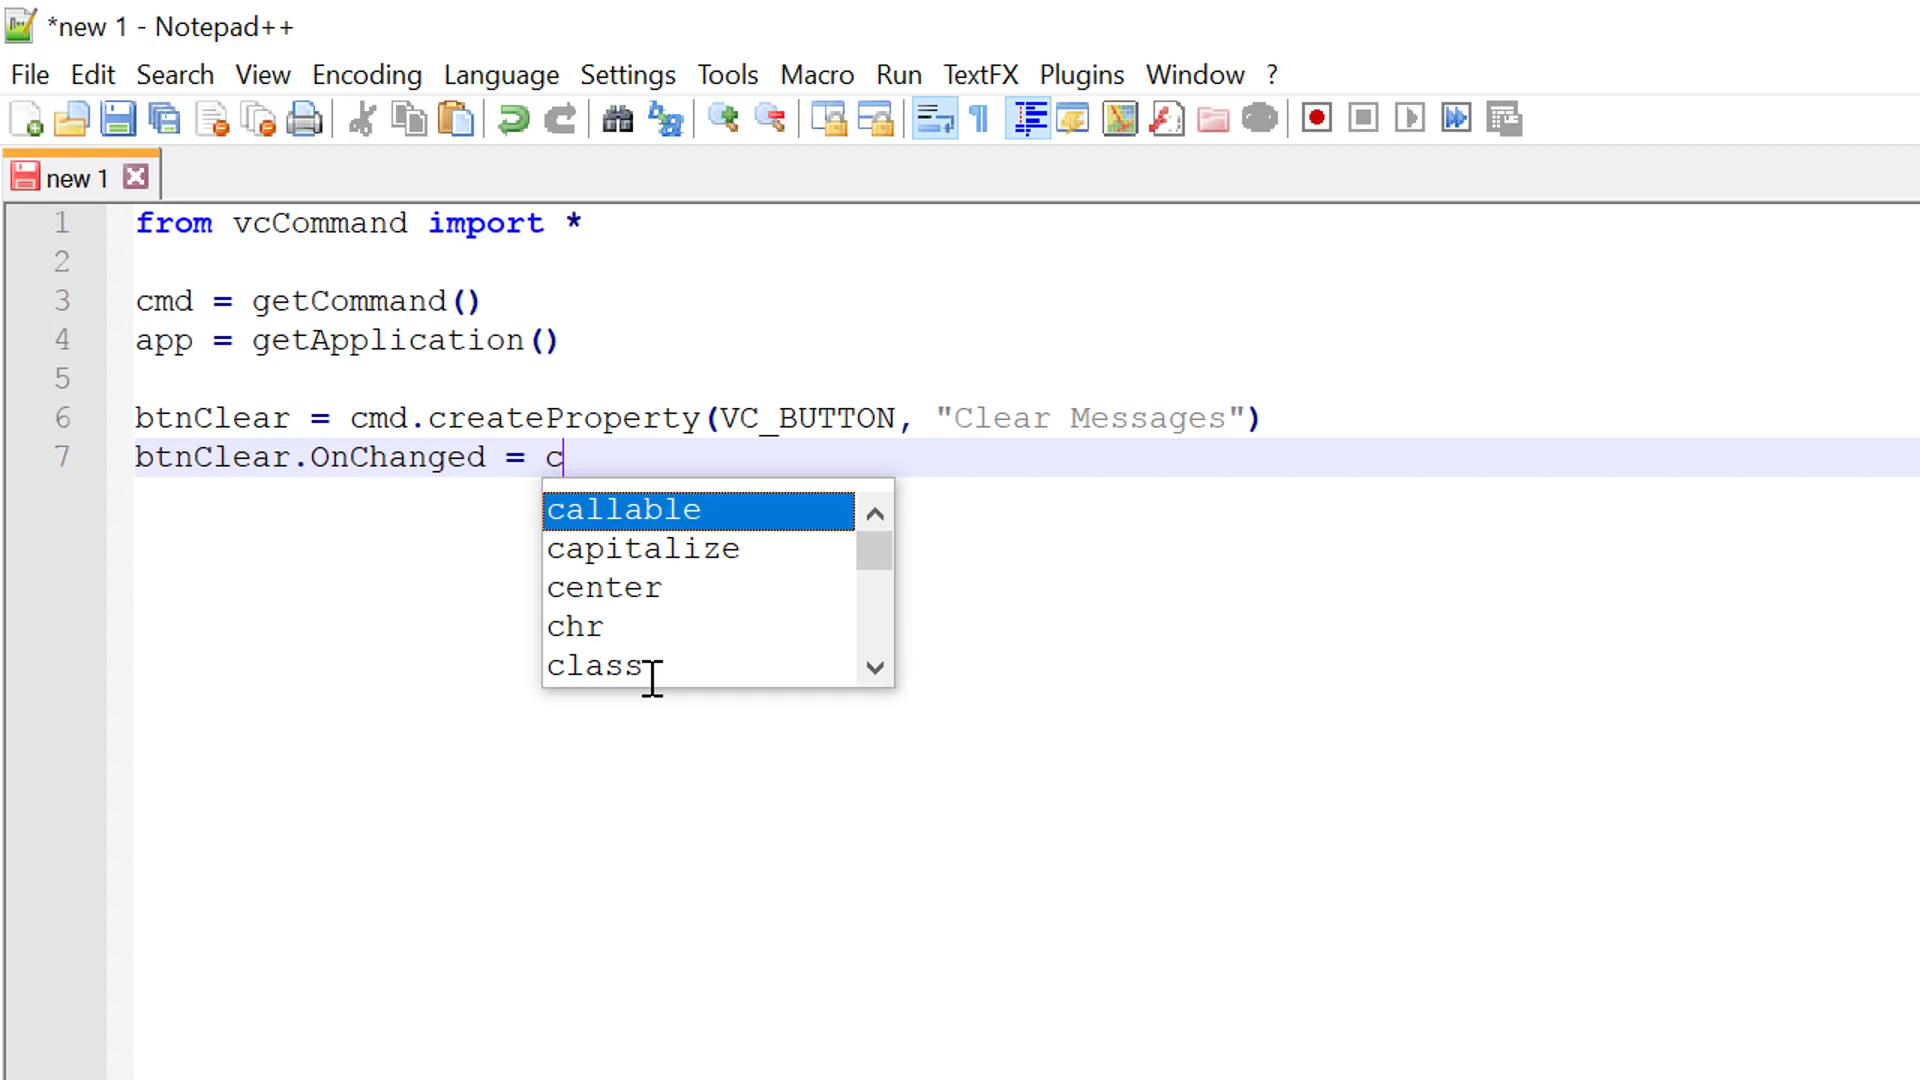 *new 1 - Notepad++
File Edit Search View Encoding Language Settings Tools Macro Run TextFX Plugins Window ?
new 1
1 from vcCommand import *
2
3 cmd = getCommand()
4 app = getApplication()
5
6 btnClear = cmd.createProperty(VC_BUTTON, "Clear Messages")
7 btnClear.OnChanged = c
callable
capitalize
center
chr
class